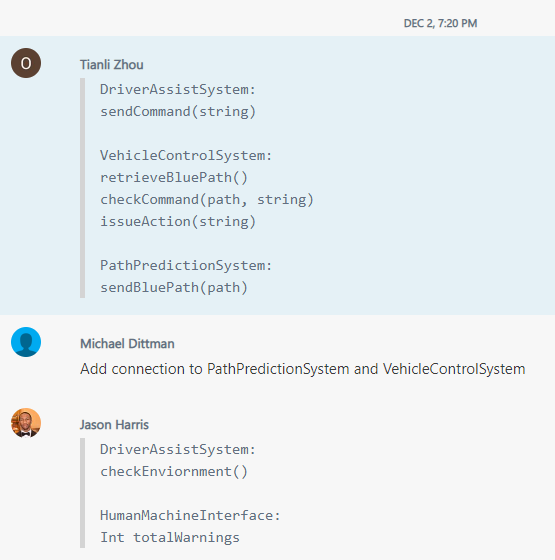 DEC 2, 7:20 PM
O
Tianli Zhou
DriverAssistSystem:
sendCommand(string)
VehicleControlSystem:
retrieveBluePath()
checkCommand(path, string)
issueAction(string)
PathPredictionSystem:
sendBluePath(path)
Michael Dittman
Add connection to PathPredictionSystem and VehicleControlSystem
Jason Harris
DriverAssistSystem:
checkEnviornment()
HumanMachineInterface:
Int totalWarnings